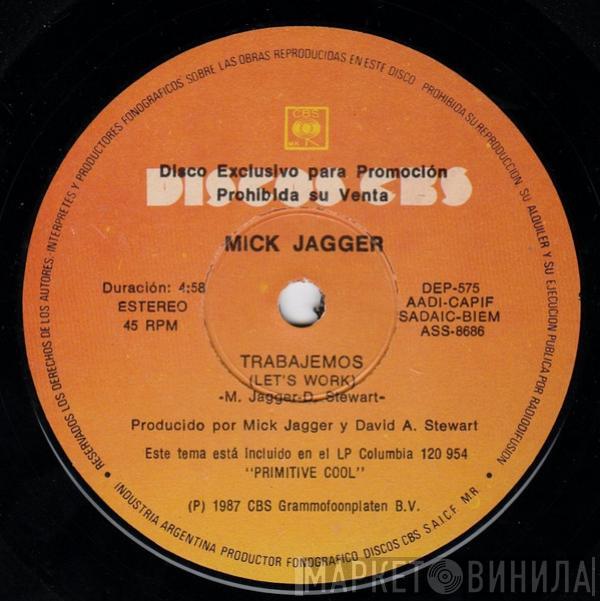 RESERVADOS LOS DERECHOS DE LOS AUTORES, INTERPRETES Y PRODUCTORES FONOGRAFICOS SOBRE LAS OBRAS REPRODUCIDAS EN ESTE DISCO. PROHIBIDA SU REPRODUCCION, SU ALQUILER Y SU EJECUCION PUBLICA POR RADIODIFUSION
CBS
MR
DISCOS CBS
Disco Exclusivo para Promoción
Prohibida su Venta
MICK JAGGER
Duración: 4:58
ESTEREO
45 RPM
DEP-575
AADI-CAPIF
SADAIC-BIEM
ASS-8686
TRABAJEMOS
(LET'S WORK)
-M. Jagger-D. Stewart-
Producido por Mick Jagger y David A. Stewart
Este tema está incluido en el LP Columbia 120 954
"PRIMITIVE COOL"
(P) 1987 CBS Grammofoonplaten B.V.
• INDUSTRIA ARGENTINA PRODUCTOR FONOGRAFICO DISCOS CBS S.A.I.C.F. M.R. •
МАРКЕТ ВИНИЛА